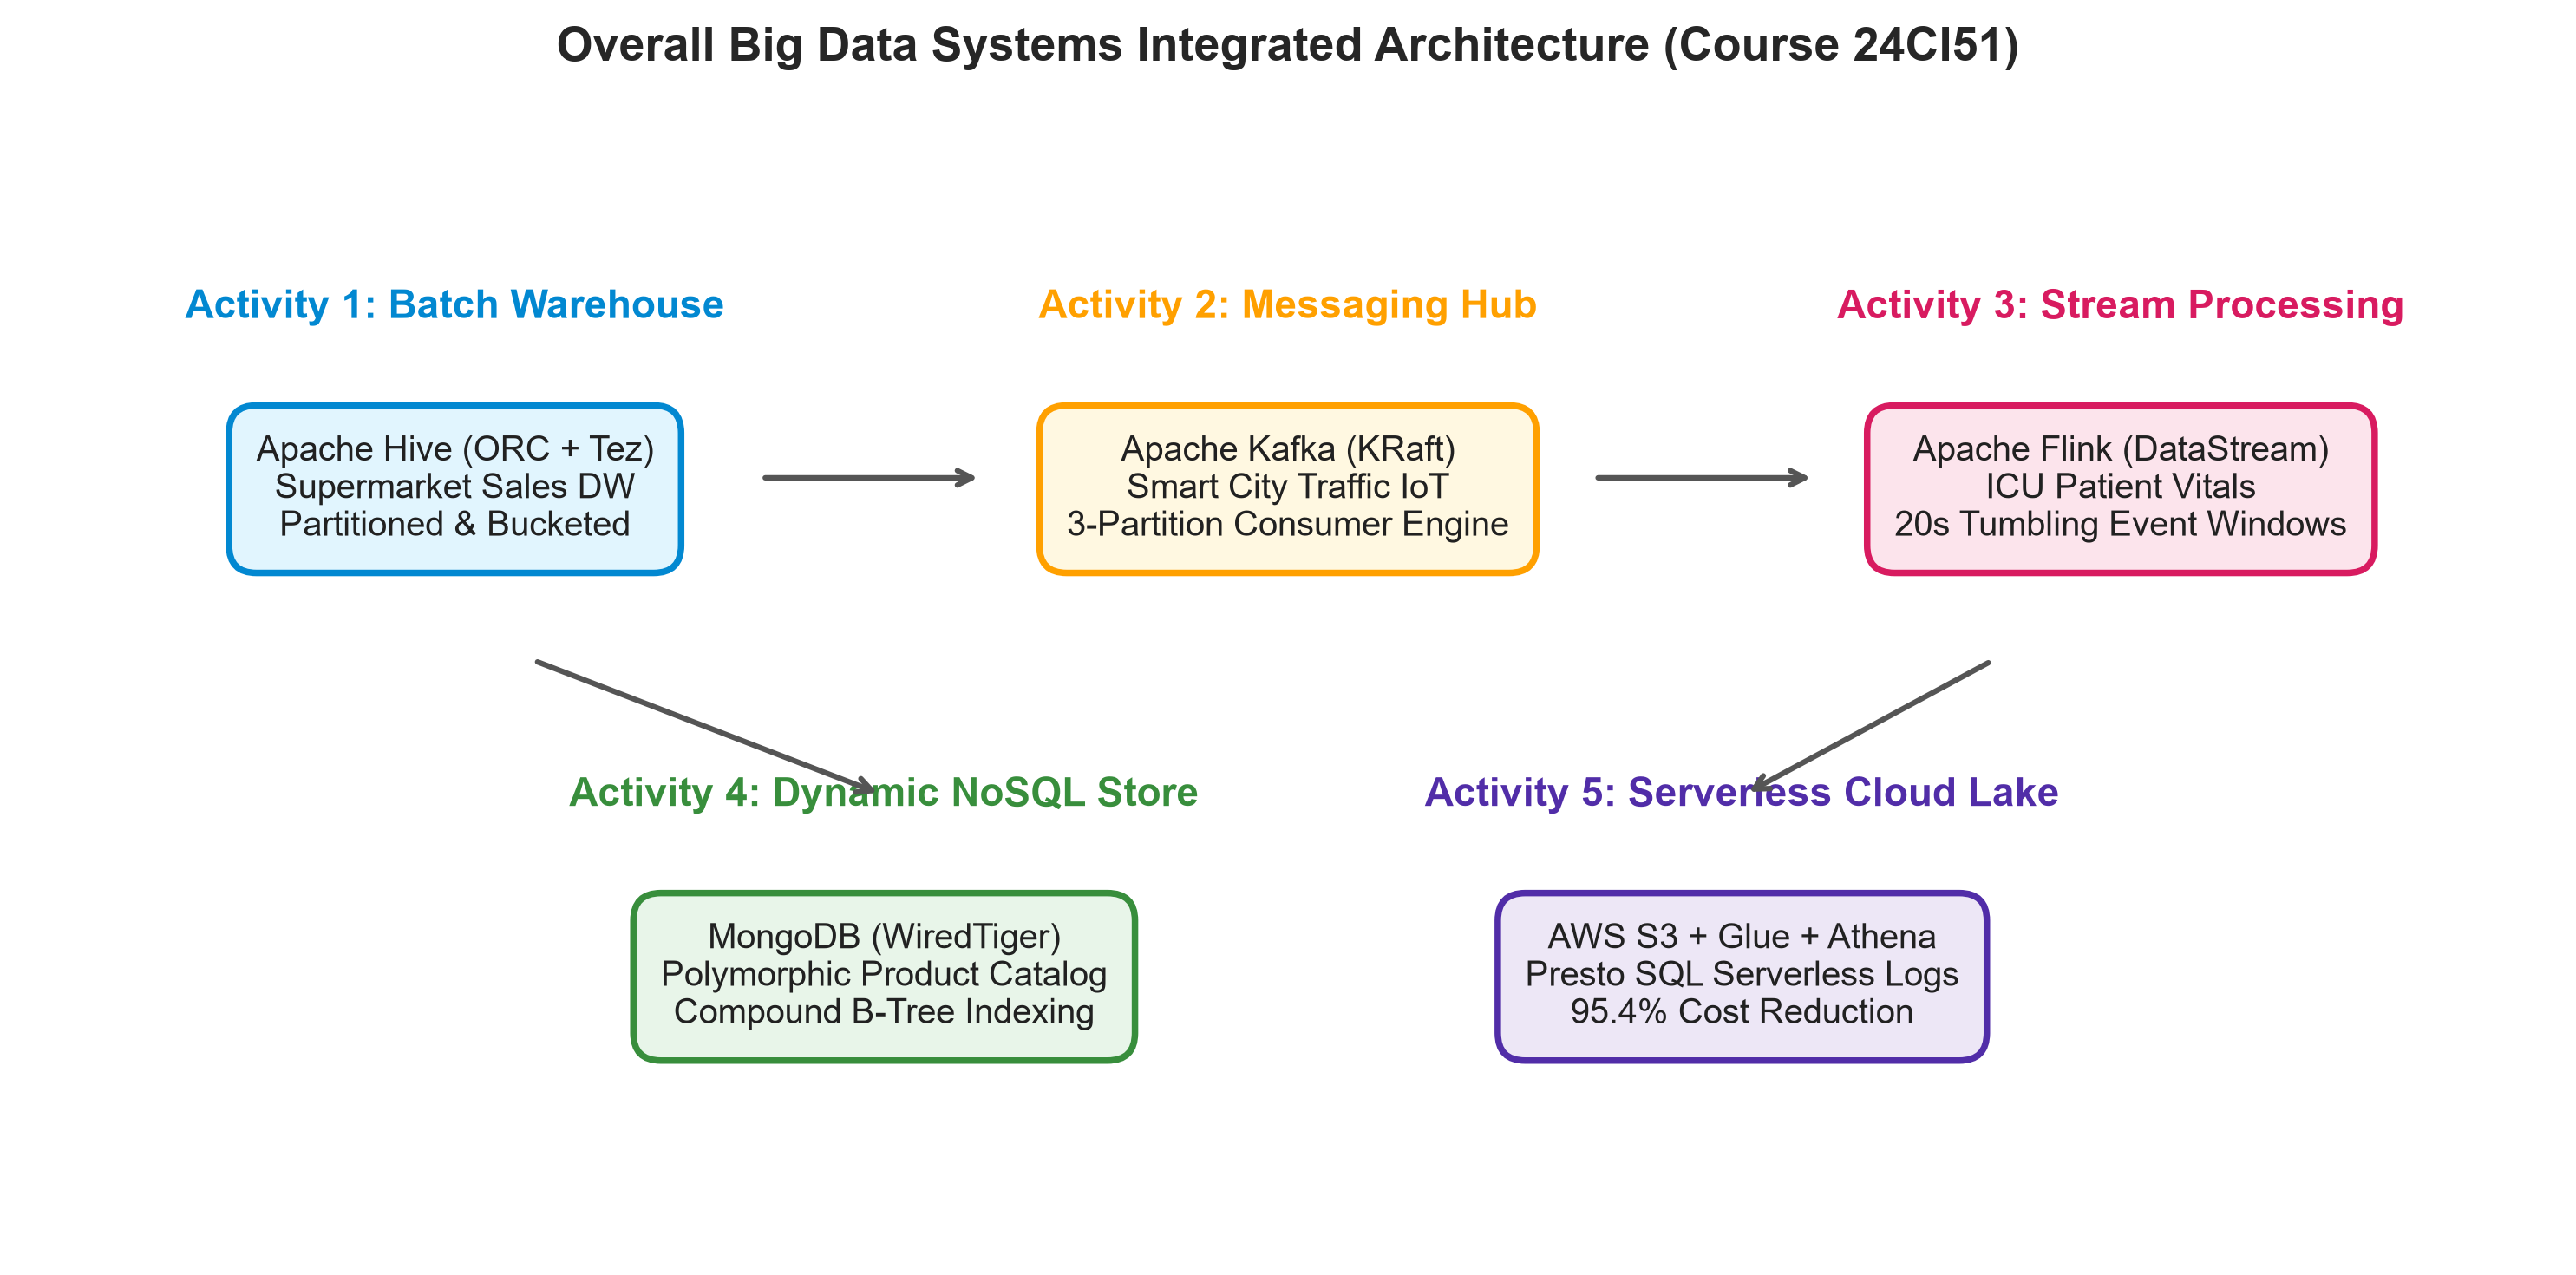 Overall Big Data Systems Integrated Architecture (Course 24CI51)
Activity 1: Batch Warehouse
Apache Hive (ORC + Tez)
Supermarket Sales DW
Partitioned & Bucketed
Activity 2: Messaging Hub
Apache Kafka (KRaft)
Smart City Traffic IoT
3-Partition Consumer Engine
Activity 3: Stream Processing
Apache Flink (DataStream)
ICU Patient Vitals
20s Tumbling Event Windows
Activity 4: Dynamic NoSQL Store
MongoDB (WiredTiger)
Polymorphic Product Catalog
Compound B-Tree Indexing
Activity 5: Serverless Cloud Lake
AWS S3 + Glue + Athena
Presto SQL Serverless Logs
95.4% Cost Reduction